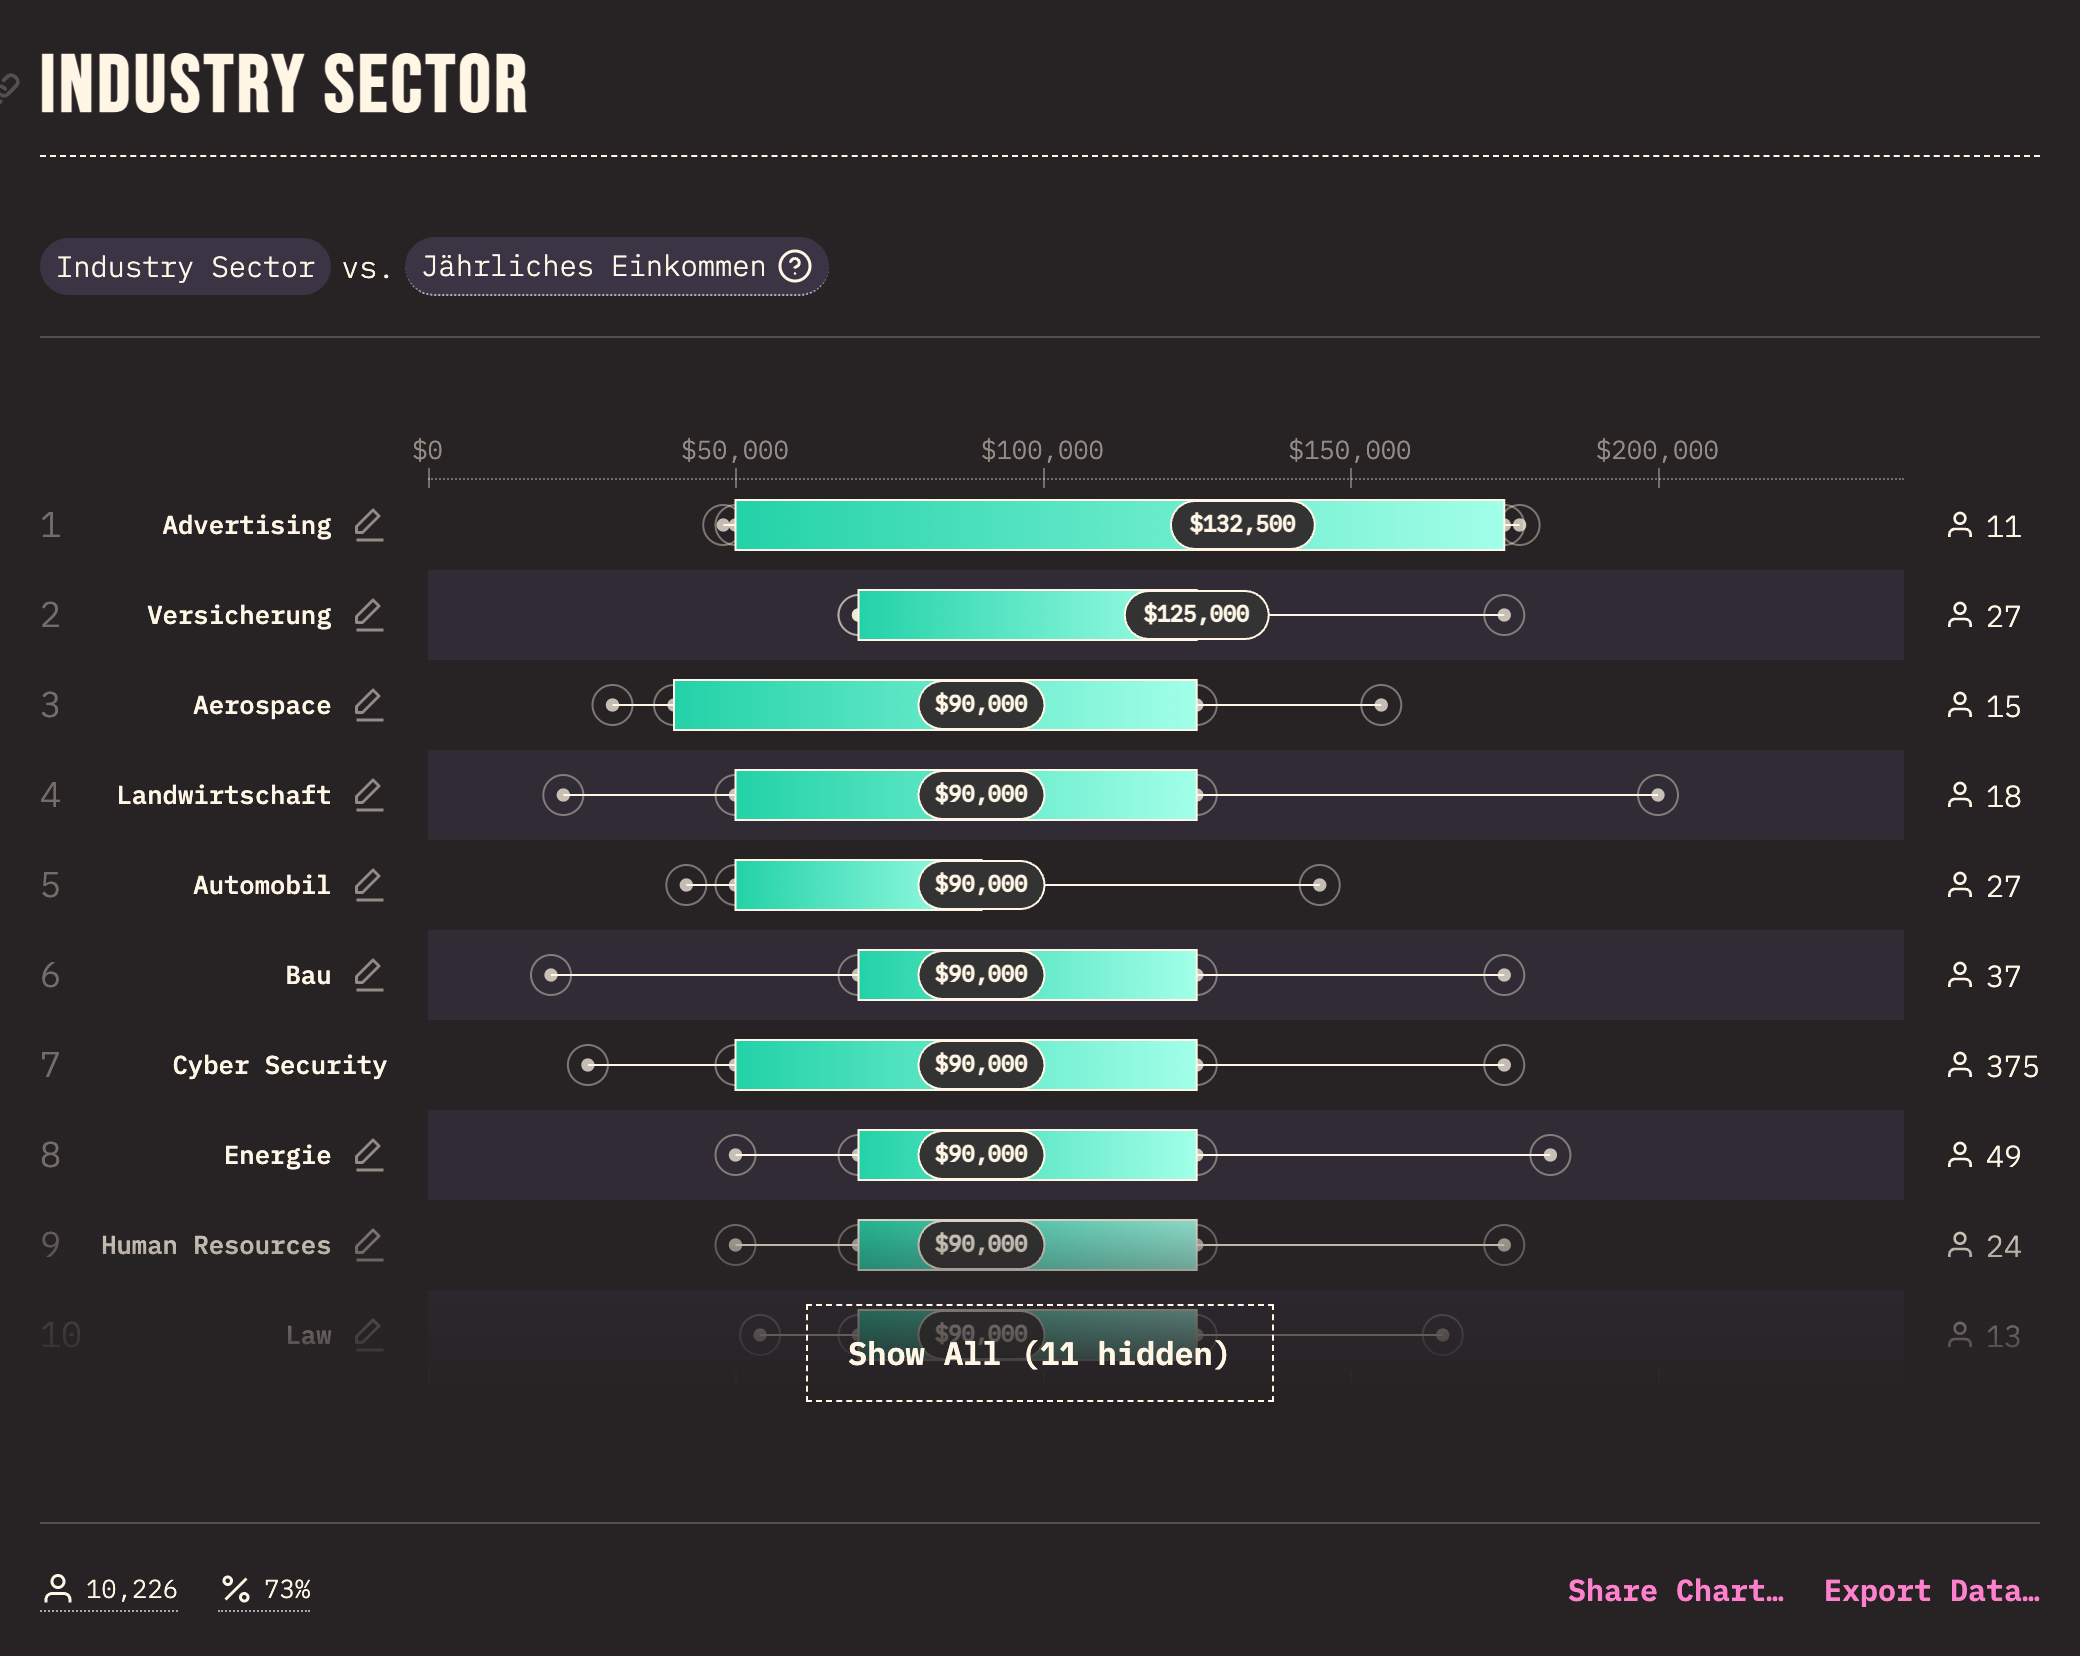 INDUSTRY SECTOR
Industry Sector vs. Jährliches Einkommen
$0 $50,000 $100,000 $150,000 $200,000
1 Advertising $132,500 11
2 Versicherung $125,000 27
3 Aerospace $90,000 15
4 Landwirtschaft $90,000 18
5 Automobil $90,000 27
6 Bau $90,000 37
7 Cyber Security $90,000 375
8 Energie $90,000 49
9 Human Resources $90,000 24
10 Law $90,000 13
Show All (11 hidden)
10,226 73% Share Chart… Export Data…